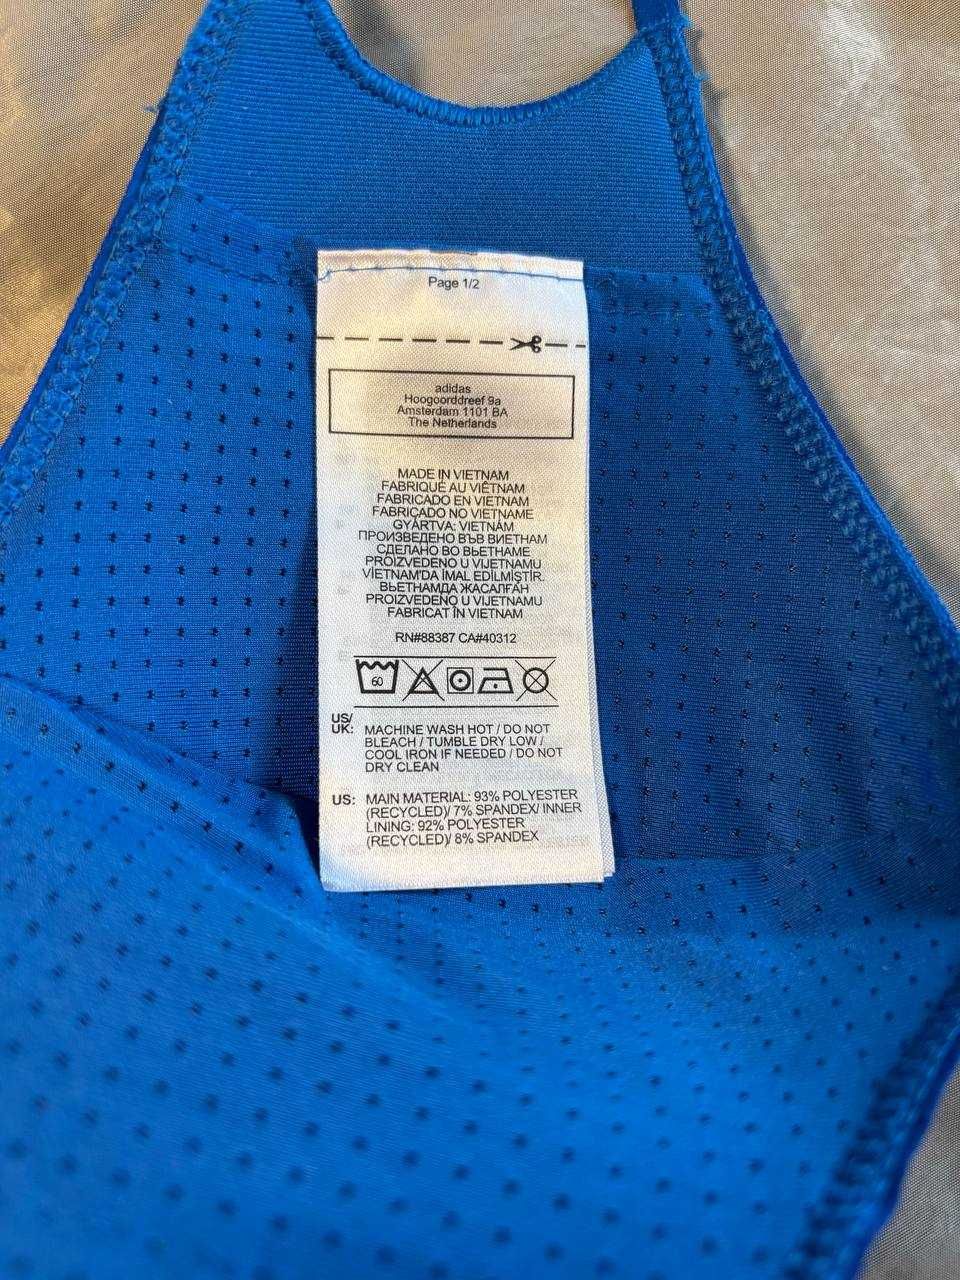 Page 1/2
adidas
Hoogoorddreef 9a
Amsterdam 1101 BA
The Netherlands
MADE IN VIETNAM
FABRIQUÉ AU VIÊTNAM
FABRICADO EN VIETNAM
FABRICADO NO VIETNAME
GYÁRTVA: VIETNÁM
ПРОИЗВЕДЕНО ВЪВ ВИЕТНАМ
СДЕЛАНО ВО ВЬЕТНАМЕ
PROIZVEDENO U VIJETNAMU
VİETNAM'DA İMAL EDİLMİŞTİR.
ВЬЕТНАМДА ЖАСАЛҒАН
PROIZVEDENO U VIJETNAMU
FABRICAT ÎN VIETNAM
RN#88387 CA#40312
60
US/
UK: MACHINE WASH HOT / DO NOT
BLEACH / TUMBLE DRY LOW /
COOL IRON IF NEEDED / DO NOT
DRY CLEAN
US: MAIN MATERIAL: 93% POLYESTER
(RECYCLED)/ 7% SPANDEX/ INNER
LINING: 92% POLYESTER
(RECYCLED)/ 8% SPANDEX